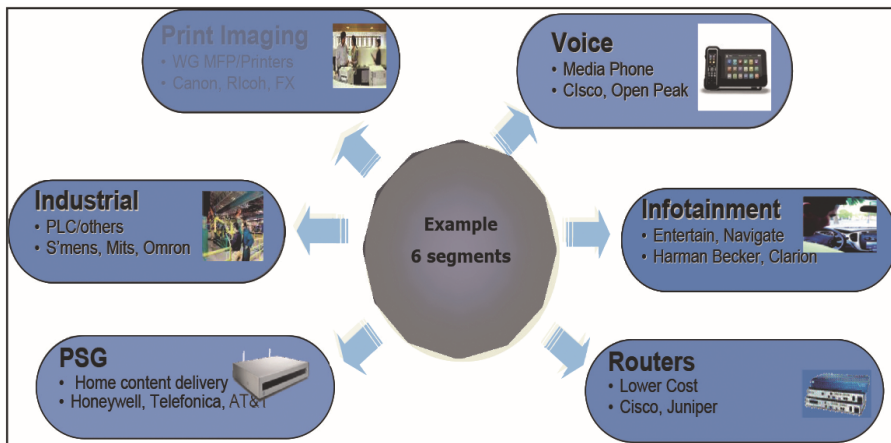 Print Imaging
• WG MFP/Printers
• Canon, RIcoh, FX
Voice
• Media Phone
• CIsco, Open Peak
Industrial
• PLC/others
• S'mens, Mits, Omron
Example
6 segments
Infotainment
• Entertain, Navigate
• Harman Becker, Clarion
PSG
• Home content delivery
• Honeywell, Telefonica, AT&T
Routers
• Lower Cost
• Cisco, Juniper